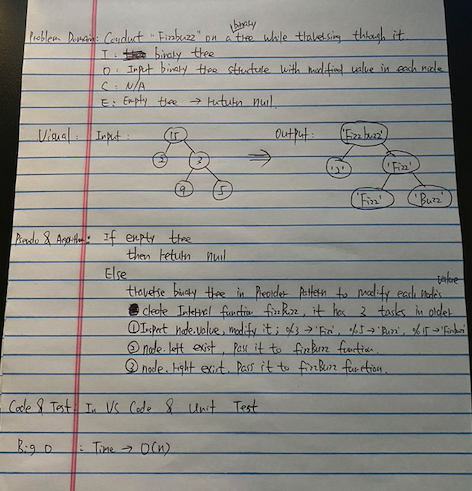 binary
Problem Domain: Conduct "Fizzbuzz" on a tree while traversing through it.
I: binary tree
O: Input binary tree structure with modified value in each node
C: N/A
E: Empty tree → return null.
Visual: Input: Output:
15 ⇒ 'Fizzbuzz'
2 3 '2' 'Fizz'
9 5 'Fizz' 'Buzz'
Pseudo & Algorithm: If empty tree
then return null
Else
value
traverse binary tree in Preorder Pattern to modify each node's
create Internal function fizzBuzz, it has 3 tasks in order
① Input node.value, modify it; %3 → 'Fizz', %5 → 'Buzz', %15 → 'Fizzbuzz'
② node.left exist, pass it to fizzBuzz function.
③ node.right exist, pass it to fizzBuzz function.
Code & Test: In VS Code & Unit Test
Big O : Time → O(n)